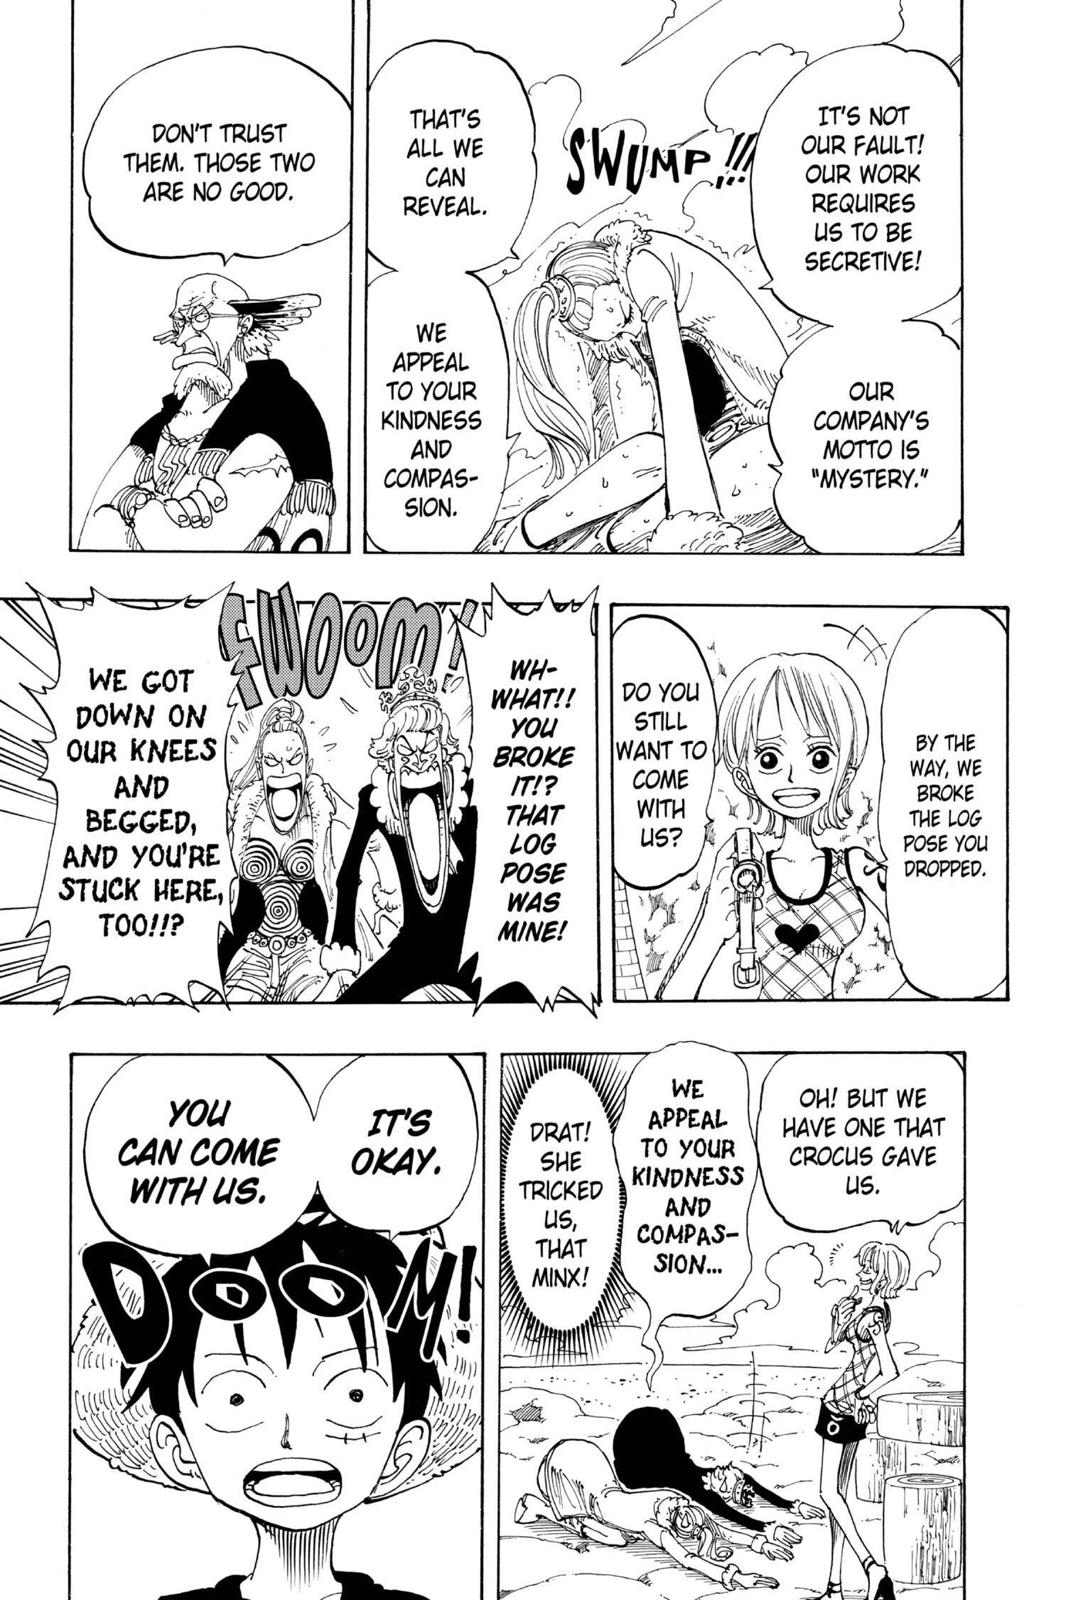 IT'S NOT
OUR FAULT!
OUR WORK
REQUIRES
US TO BE
SECRETIVE!
OUR
COMPANY'S
MOTTO IS
"MYSTERY."
SWUMP,!!!
THAT'S
ALL WE
CAN
REVEAL.
WE
APPEAL
TO YOUR
KINDNESS
AND
COMPAS-
SION.
DON'T TRUST
THEM. THOSE TWO
ARE NO GOOD.
BY THE
WAY, WE
BROKE
THE LOG
POSE YOU
DROPPED.
DO YOU
STILL
WANT TO
COME
WITH
US?
WH-
WHAT!!
YOU
BROKE
IT!?
THAT
LOG
POSE
WAS
MINE!
FWOOM!
WE GOT
DOWN ON
OUR KNEES
AND
BEGGED,
AND YOU'RE
STUCK HERE,
TOO!!?
OH! BUT WE
HAVE ONE THAT
CROCUS GAVE
US.
WE
APPEAL
TO YOUR
KINDNESS
AND
COMPAS-
SION...
DRAT!
SHE
TRICKED
US,
THAT
MINX!
IT'S
OKAY.
YOU
CAN COME
WITH US.
DOOM!